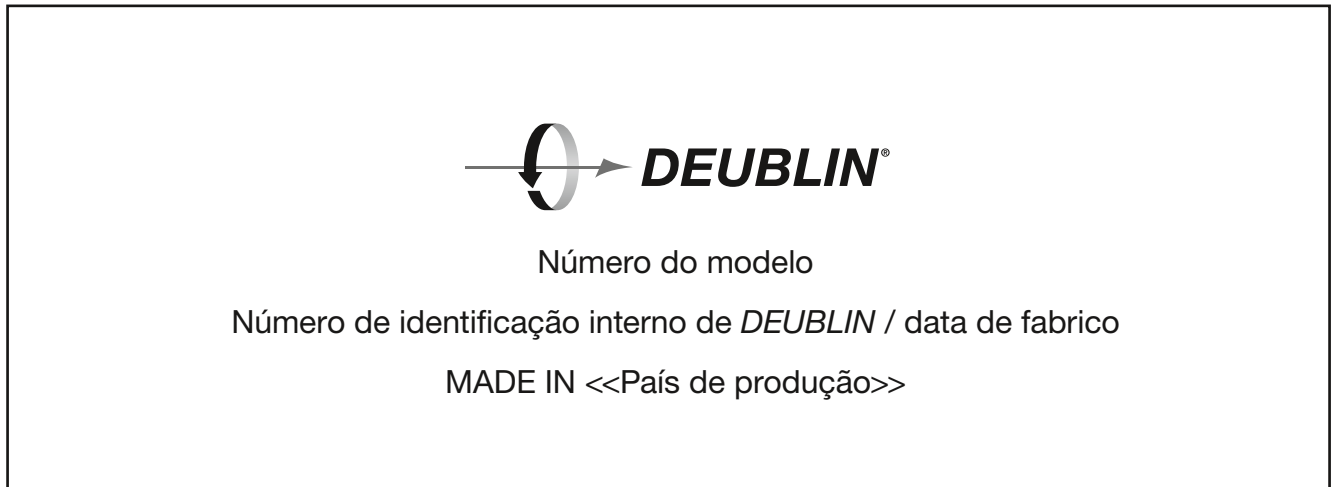 DEUBLIN®
Número do modelo
Número de identificação interno de DEUBLIN / data de fabrico
MADE IN <<País de produção>>